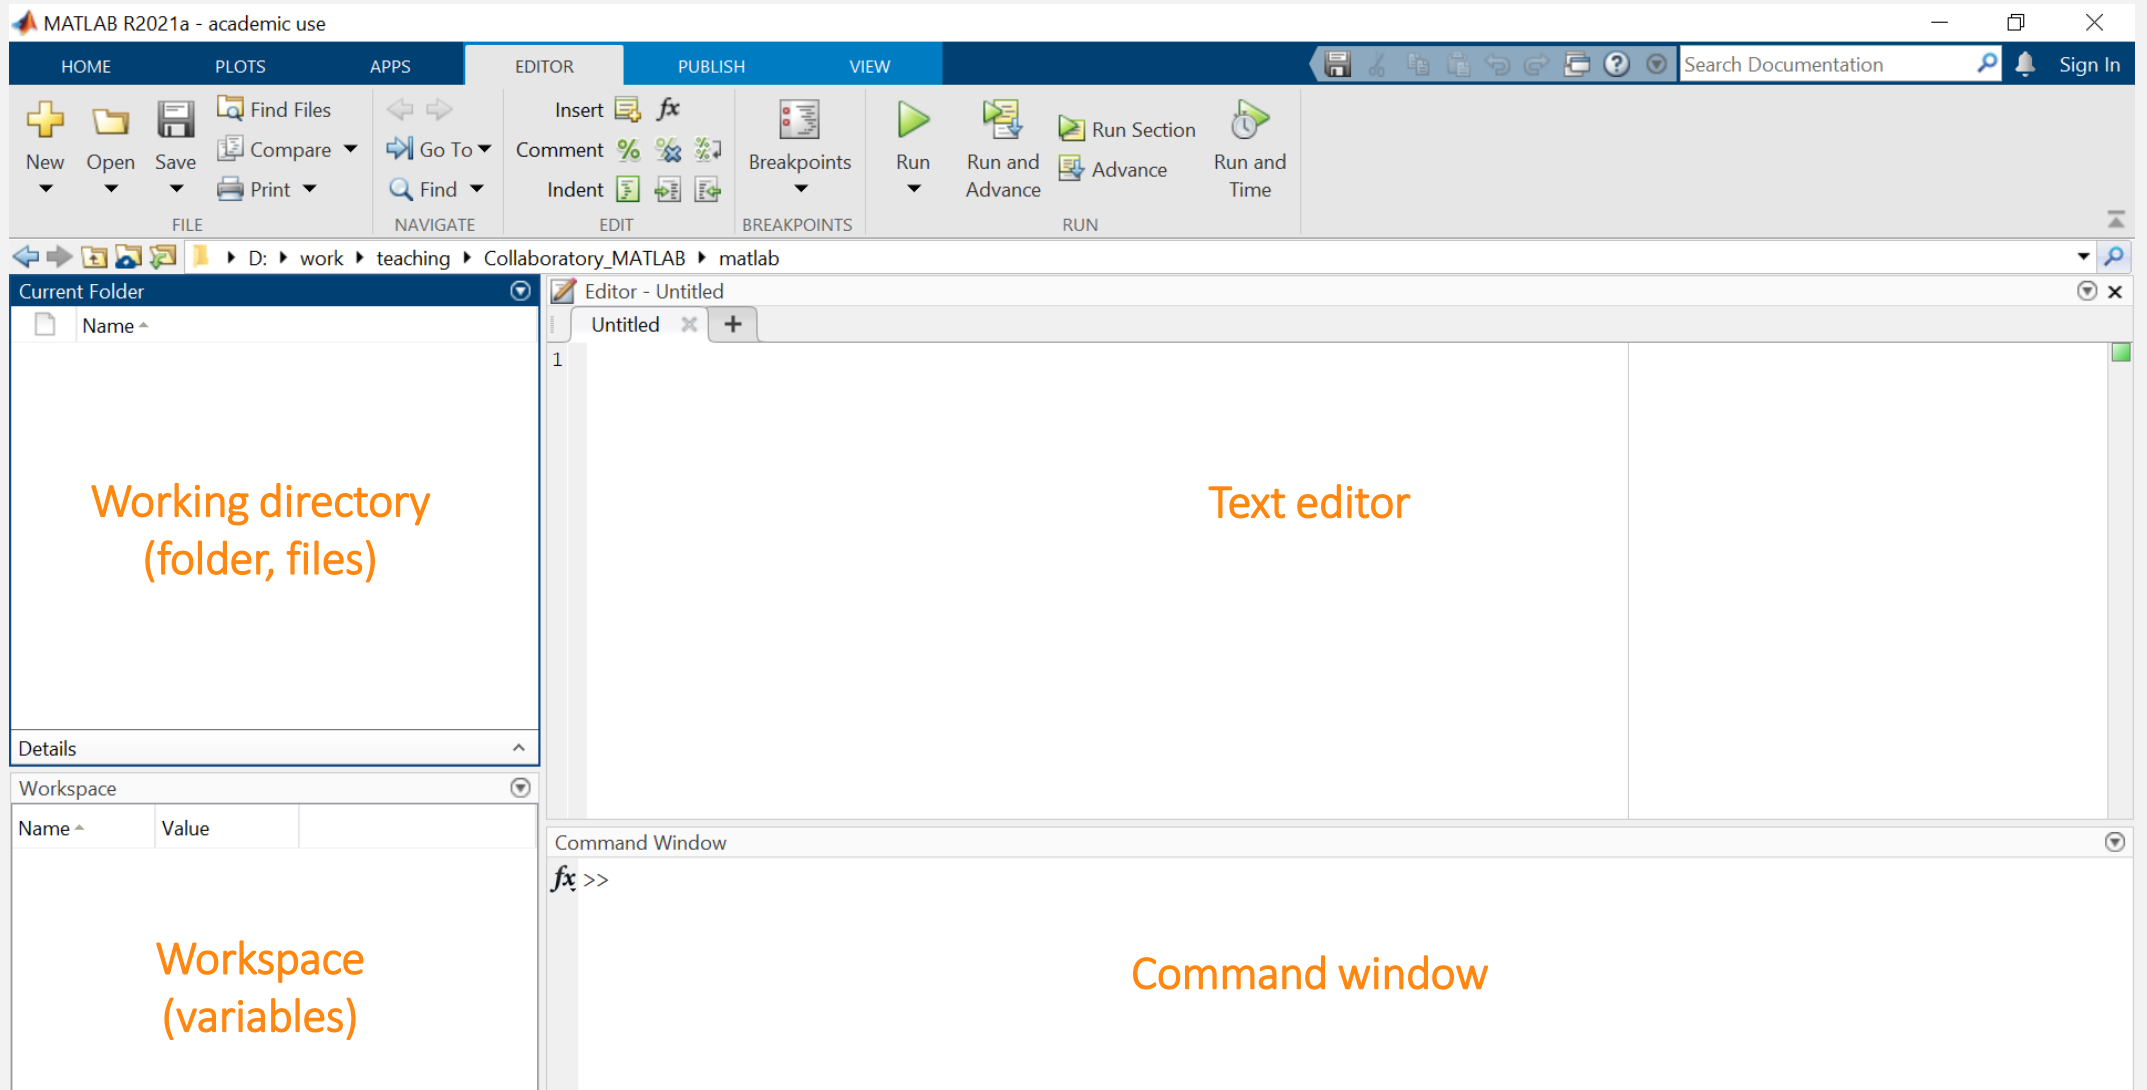 MATLAB R2021a - academic use
HOME PLOTS APPS EDITOR PUBLISH VIEW Search Documentation Sign In
New Open Save Find Files Compare Print
FILE
Go To Find
NAVIGATE
Insert fx
Comment % %
Indent
EDIT
Breakpoints
BREAKPOINTS
Run Run and Advance Run Section Advance Run and Time
RUN
D: work teaching Collaboratory_MATLAB matlab
Current Folder
Name
Working directory
(folder, files)
Details
Workspace
Name Value
Workspace
(variables)
Editor - Untitled
Untitled +
1
Text editor
Command Window
fx >>
Command window